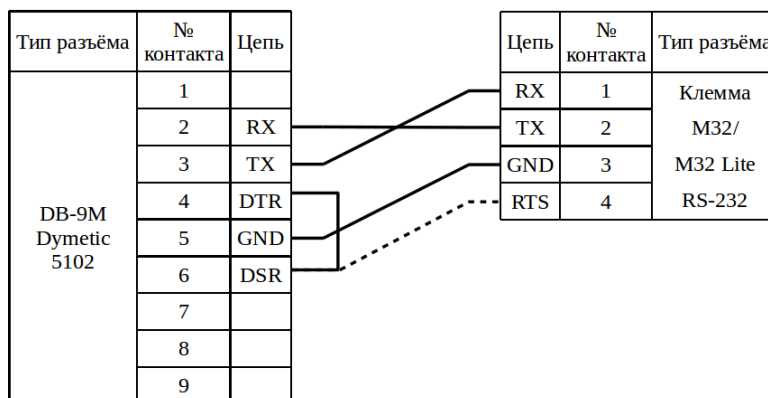 Тип разъёма
№
контакта
Цепь
1
2
RX
3
TX
4
DTR
5
GND
6
DSR
7
8
9
DB-9M
Dymetic
5102
Цепь
№
контакта
Тип разъёма
RX
1
TX
2
GND
3
RTS
4
Клемма
M32/
M32 Lite
RS-232